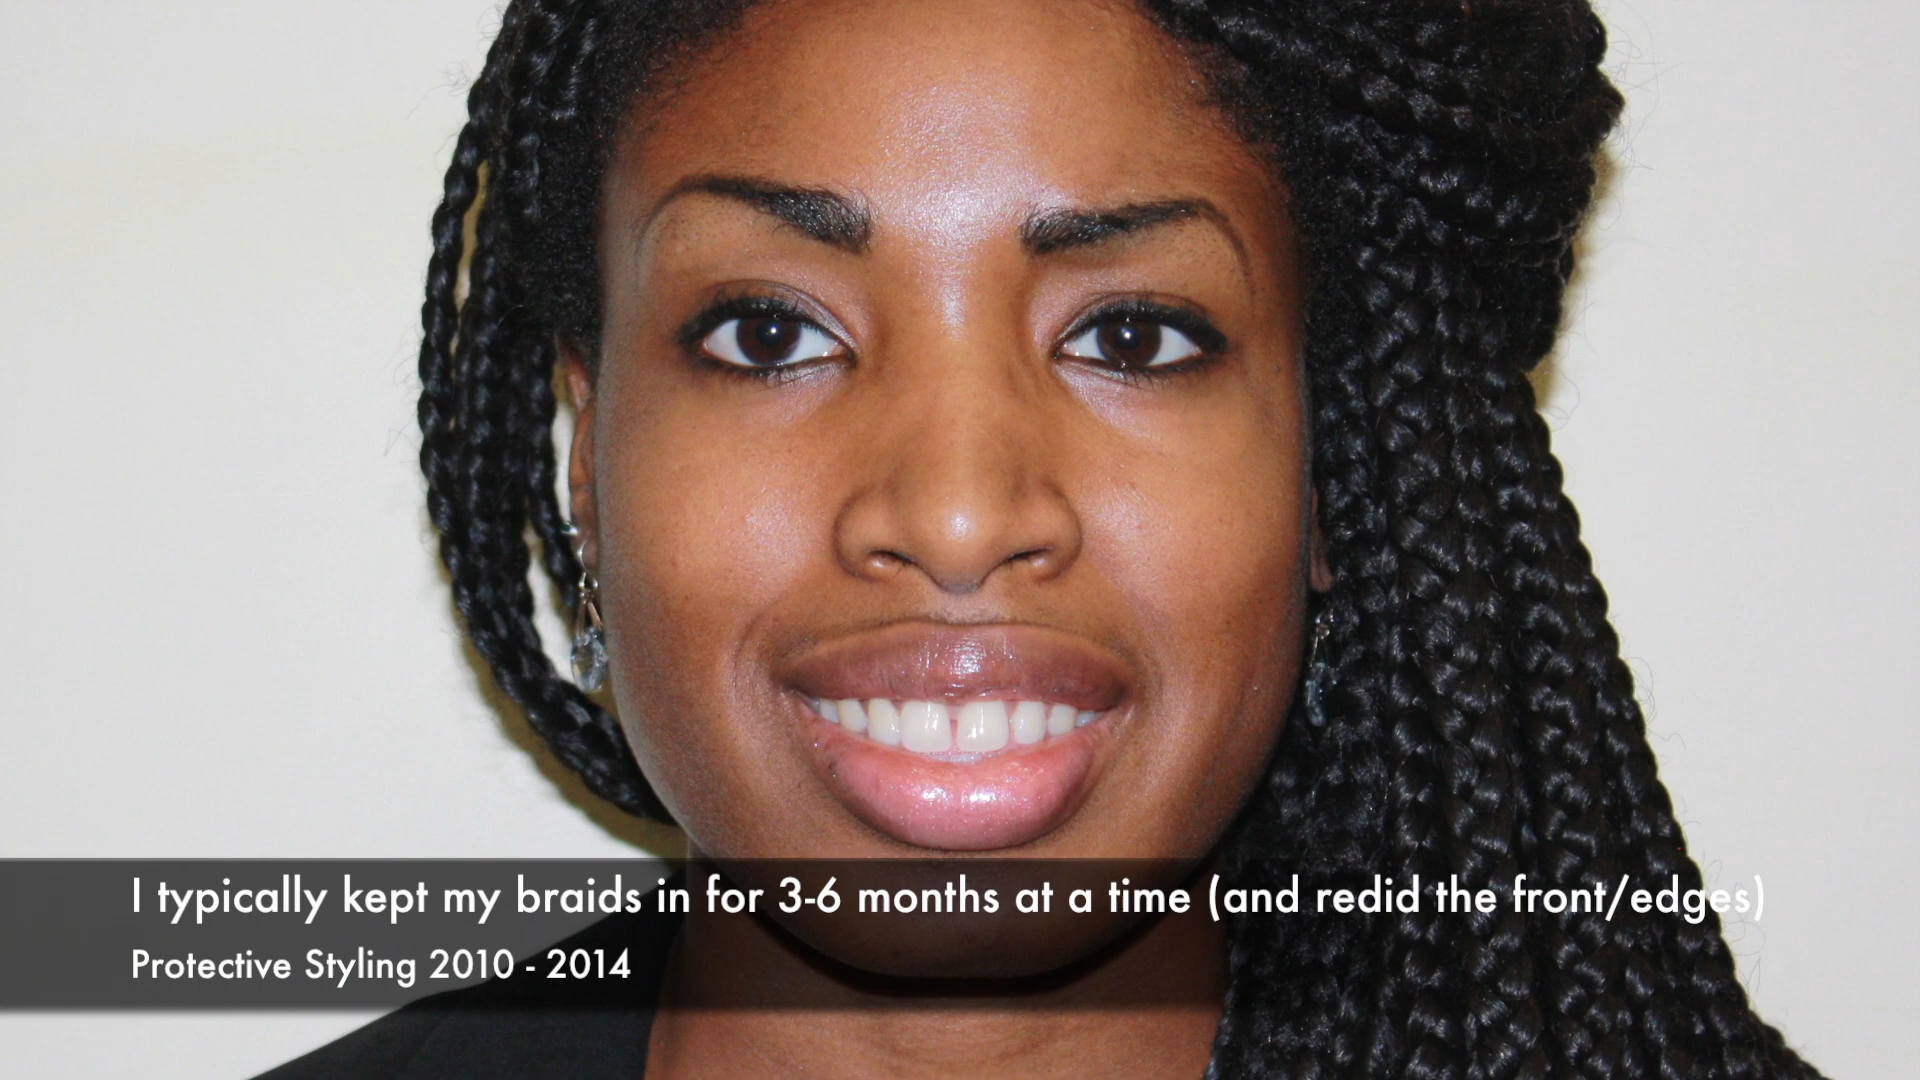 I typically kept my braids in for 3-6 months at a time (and redid the front/edges)
Protective Styling 2010 - 2014